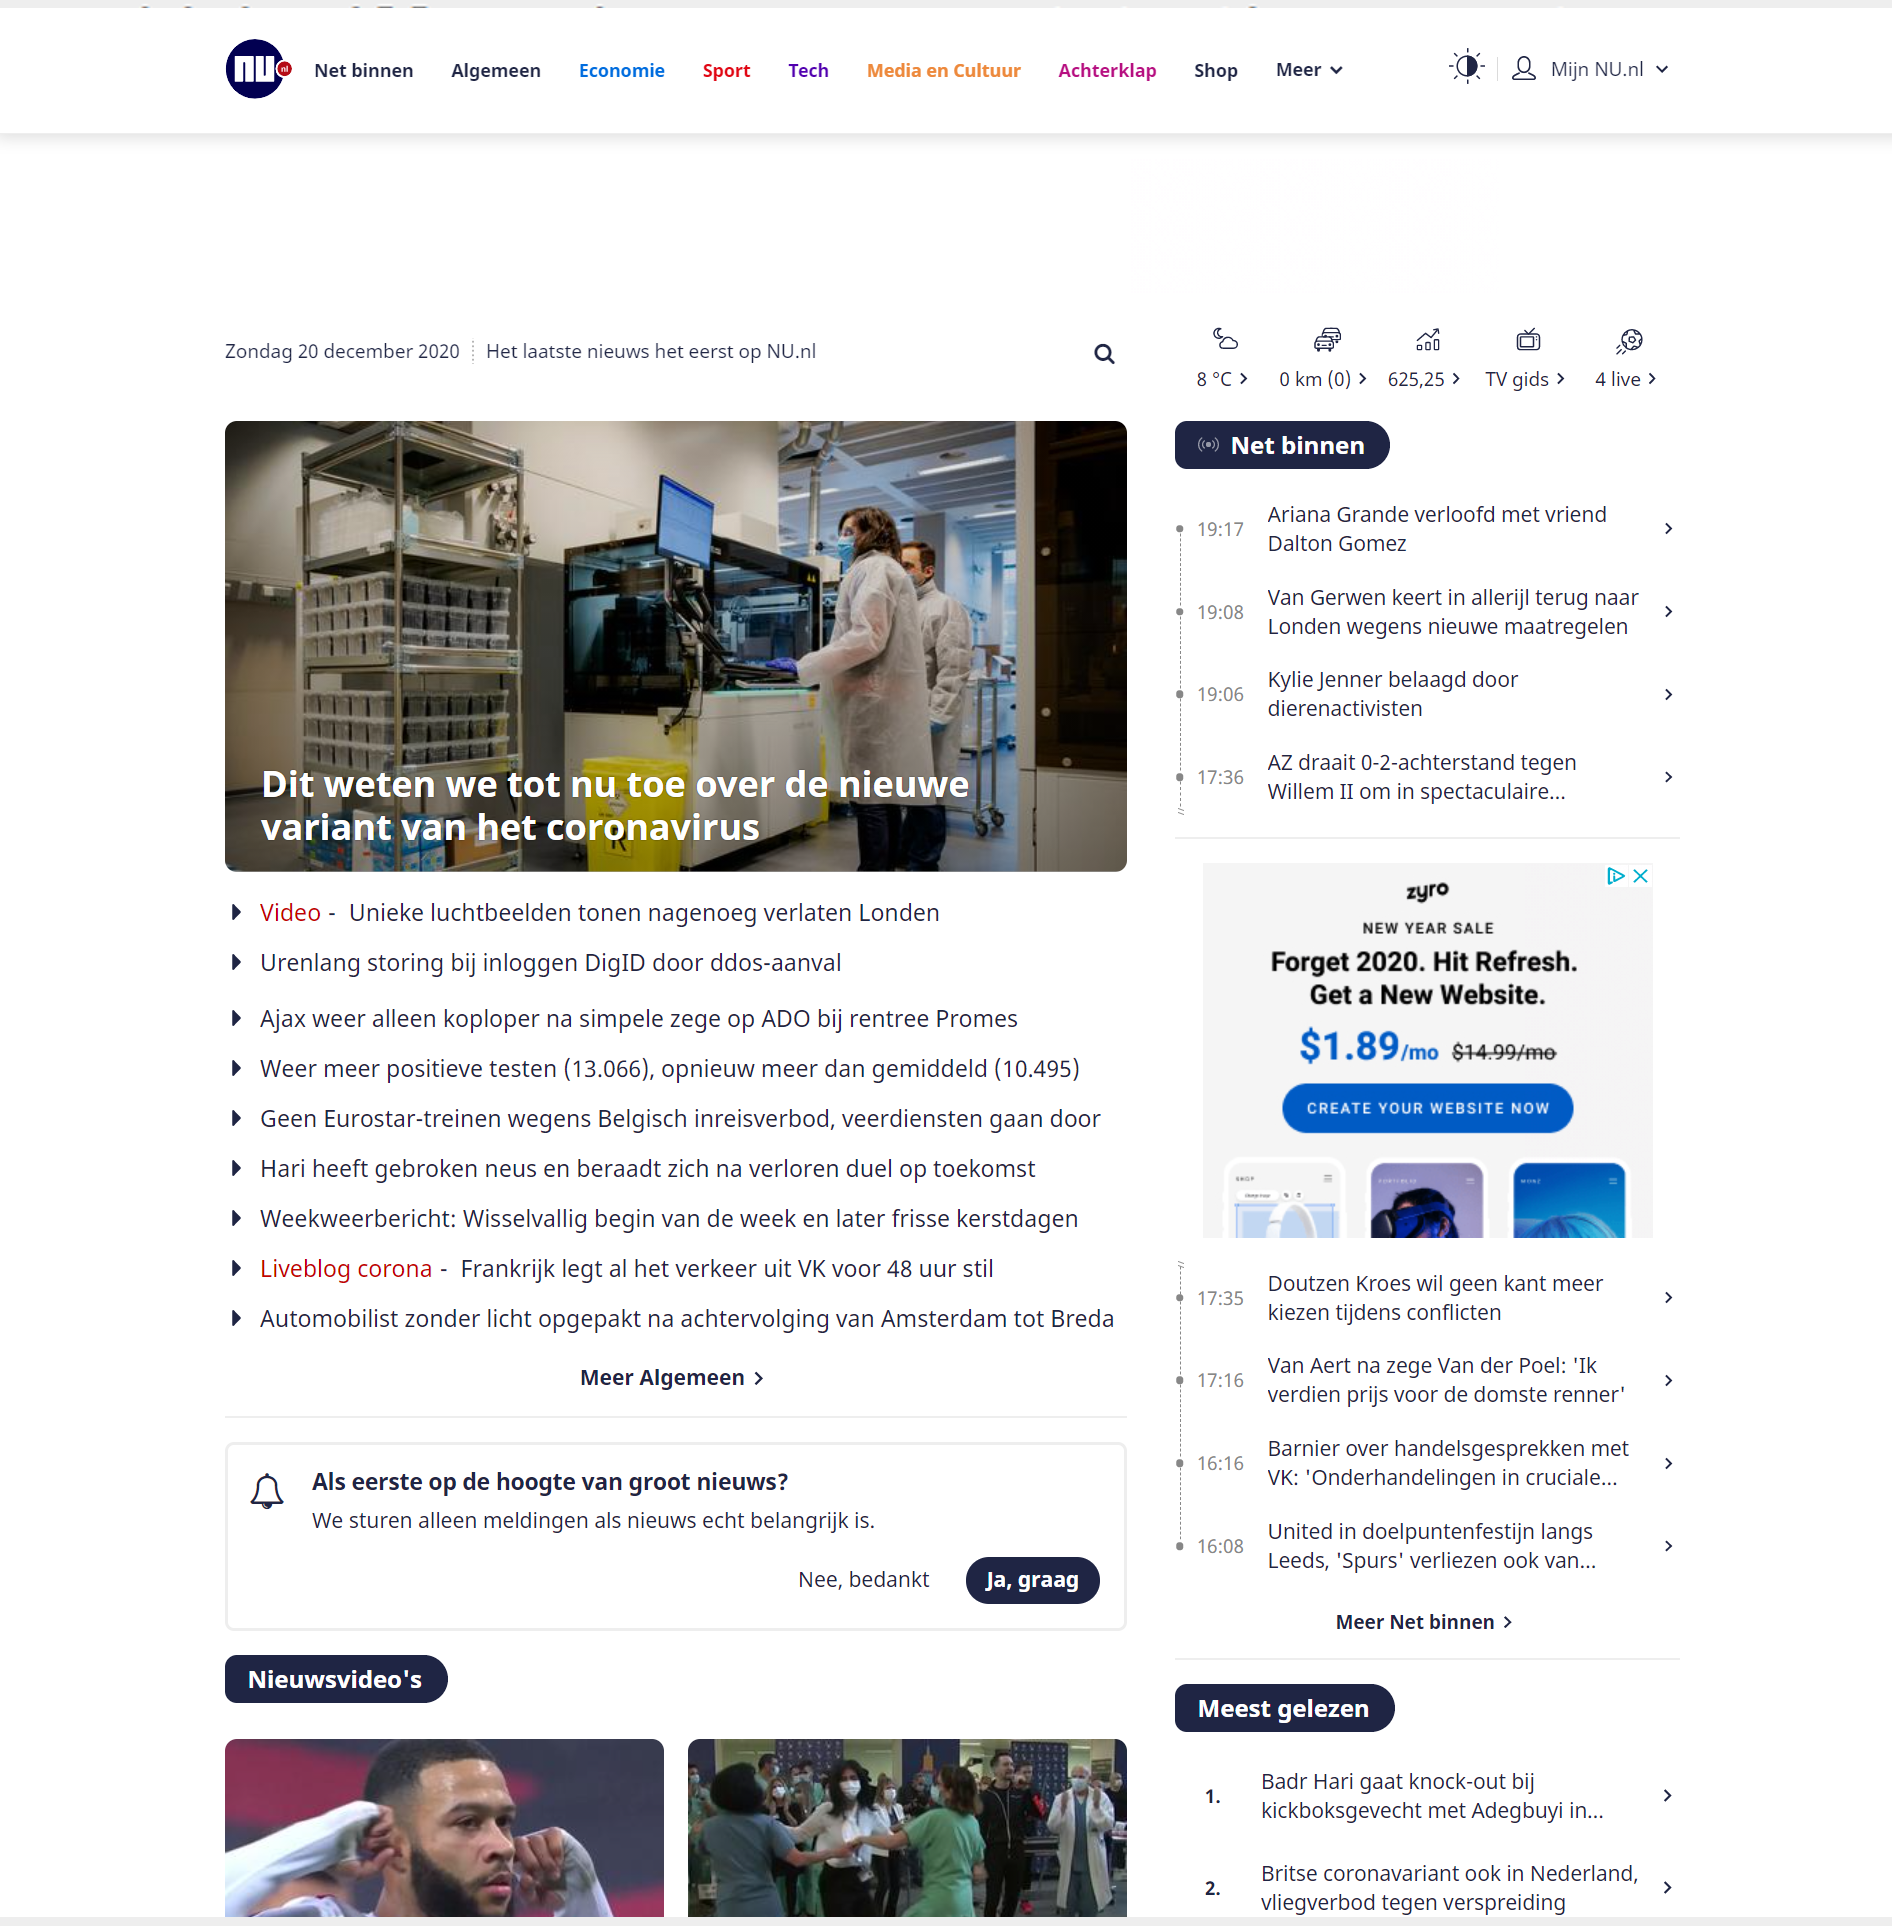 nu nl
Net binnen
Algemeen
Economie
Sport
Tech
Media en Cultuur
Achterklap
Shop
Meer
Mijn NU.nl
Zondag 20 december 2020
Het laatste nieuws het eerst op NU.nl
8 °C
0 km (0)
625,25
TV gids
4 live
Dit weten we tot nu toe over de nieuwe
variant van het coronavirus
Video - Unieke luchtbeelden tonen nagenoeg verlaten Londen
Urenlang storing bij inloggen DigID door ddos-aanval
Ajax weer alleen koploper na simpele zege op ADO bij rentree Promes
Weer meer positieve testen (13.066), opnieuw meer dan gemiddeld (10.495)
Geen Eurostar-treinen wegens Belgisch inreisverbod, veerdiensten gaan door
Hari heeft gebroken neus en beraadt zich na verloren duel op toekomst
Weekweerbericht: Wisselvallig begin van de week en later frisse kerstdagen
Liveblog corona - Frankrijk legt al het verkeer uit VK voor 48 uur stil
Automobilist zonder licht opgepakt na achtervolging van Amsterdam tot Breda
Meer Algemeen
Als eerste op de hoogte van groot nieuws?
We sturen alleen meldingen als nieuws echt belangrijk is.
Nee, bedankt
Ja, graag
Nieuwsvideo's
Net binnen
19:17
Ariana Grande verloofd met vriend
Dalton Gomez
19:08
Van Gerwen keert in allerijl terug naar
Londen wegens nieuwe maatregelen
19:06
Kylie Jenner belaagd door
dierenactivisten
17:36
AZ draait 0-2-achterstand tegen
Willem II om in spectaculaire...
zyro
NEW YEAR SALE
Forget 2020. Hit Refresh.
Get a New Website.
$1.89/mo $14.99/mo
CREATE YOUR WEBSITE NOW
17:35
Doutzen Kroes wil geen kant meer
kiezen tijdens conflicten
17:16
Van Aert na zege Van der Poel: 'Ik
verdien prijs voor de domste renner'
16:16
Barnier over handelsgesprekken met
VK: 'Onderhandelingen in cruciale...
16:08
United in doelpuntenfestijn langs
Leeds, 'Spurs' verliezen ook van...
Meer Net binnen
Meest gelezen
1.
Badr Hari gaat knock-out bij
kickboksgevecht met Adegbuyi in...
2.
Britse coronavariant ook in Nederland,
vliegverbod tegen verspreiding